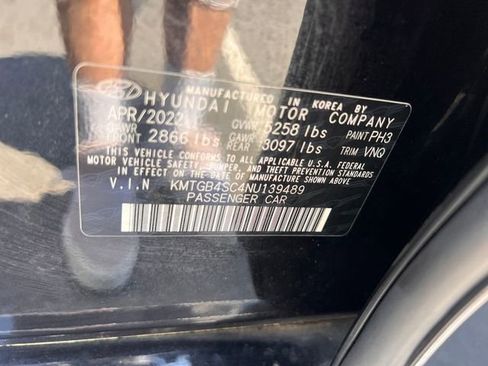 MANUFACTURED IN KOREA BY
HYUNDAI MOTOR COMPANY
APR/2022 GVWR 5258 lbs PAINT PH3
GAWR FRONT 2866 lbs GAWR REAR 3097 lbs TRIM VNQ
THIS VEHICLE CONFORMS TO ALL APPLICABLE U.S.A. FEDERAL
MOTOR VEHICLE SAFETY, BUMPER, AND THEFT PREVENTION STANDARDS
IN EFFECT ON THE DATE OF MANUFACTURE SHOWN ABOVE.
V.I.N KMTGB4SC4NU139489
PASSENGER CAR